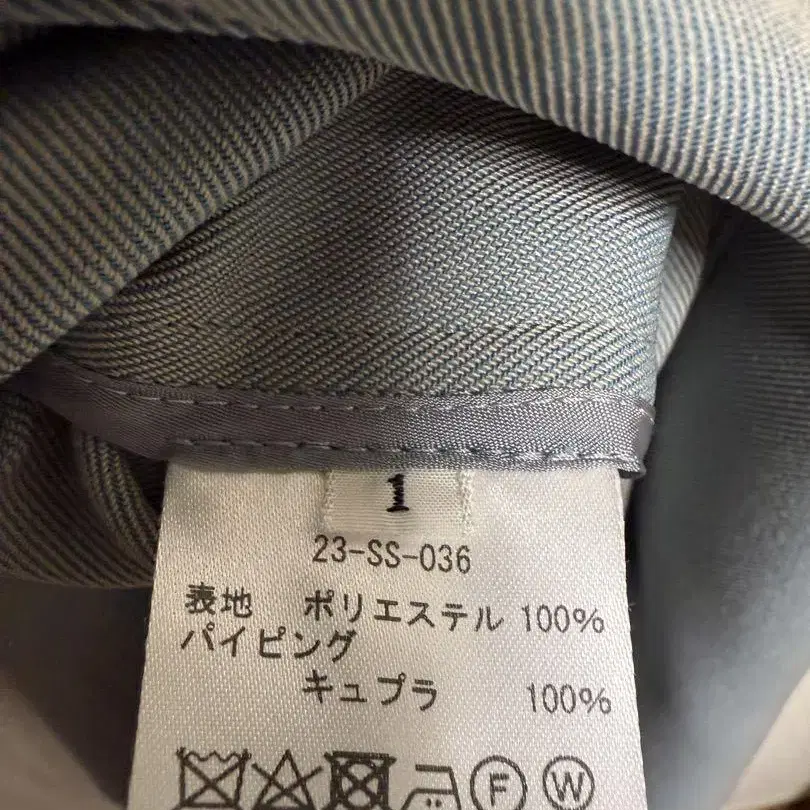 1
23-SS-036
表地 ポリエステル 100%
パイピング
キュプラ 100%
F W